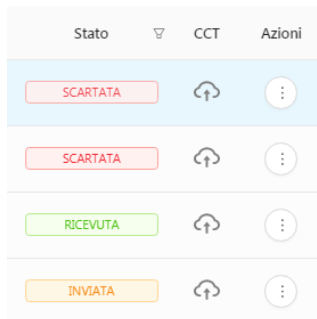 Stato CCT Azioni
SCARTATA
SCARTATA
RICEVUTA
INVIATA